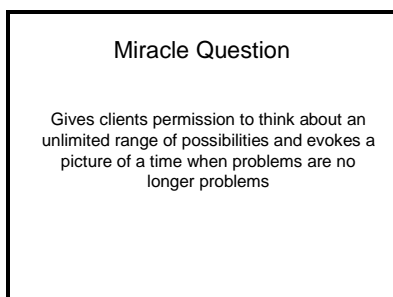 Miracle Question
Gives clients permission to think about an
unlimited range of possibilities and evokes a
picture of a time when problems are no
longer problems